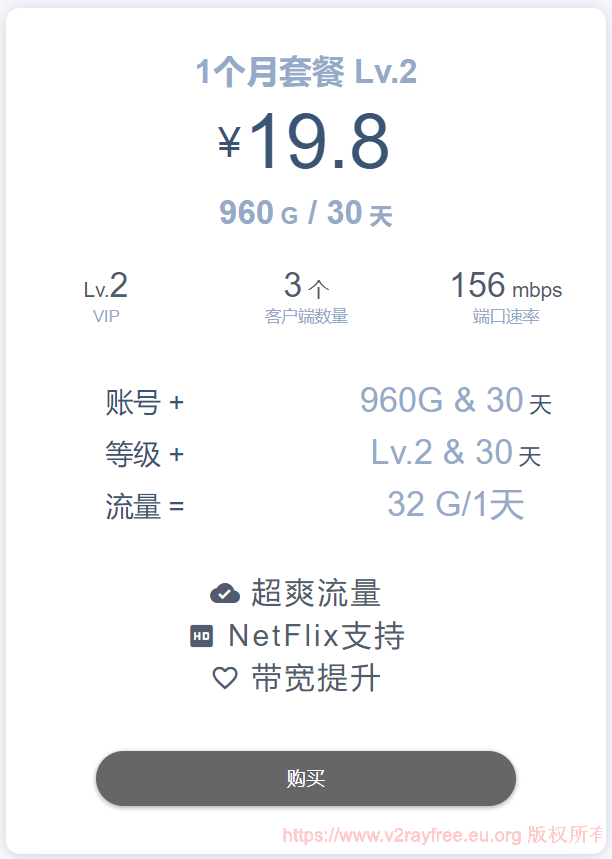 1个月套餐 Lv.2
¥19.8
960 G / 30 天
Lv.2 3 个 156 mbps
VIP 客户端数量 端口速率
账号 + 960G & 30 天
等级 + Lv.2 & 30 天
流量 = 32 G/1天
超爽流量
HD NetFlix支持
带宽提升
购买
https://www.v2rayfree.eu.org 版权所有